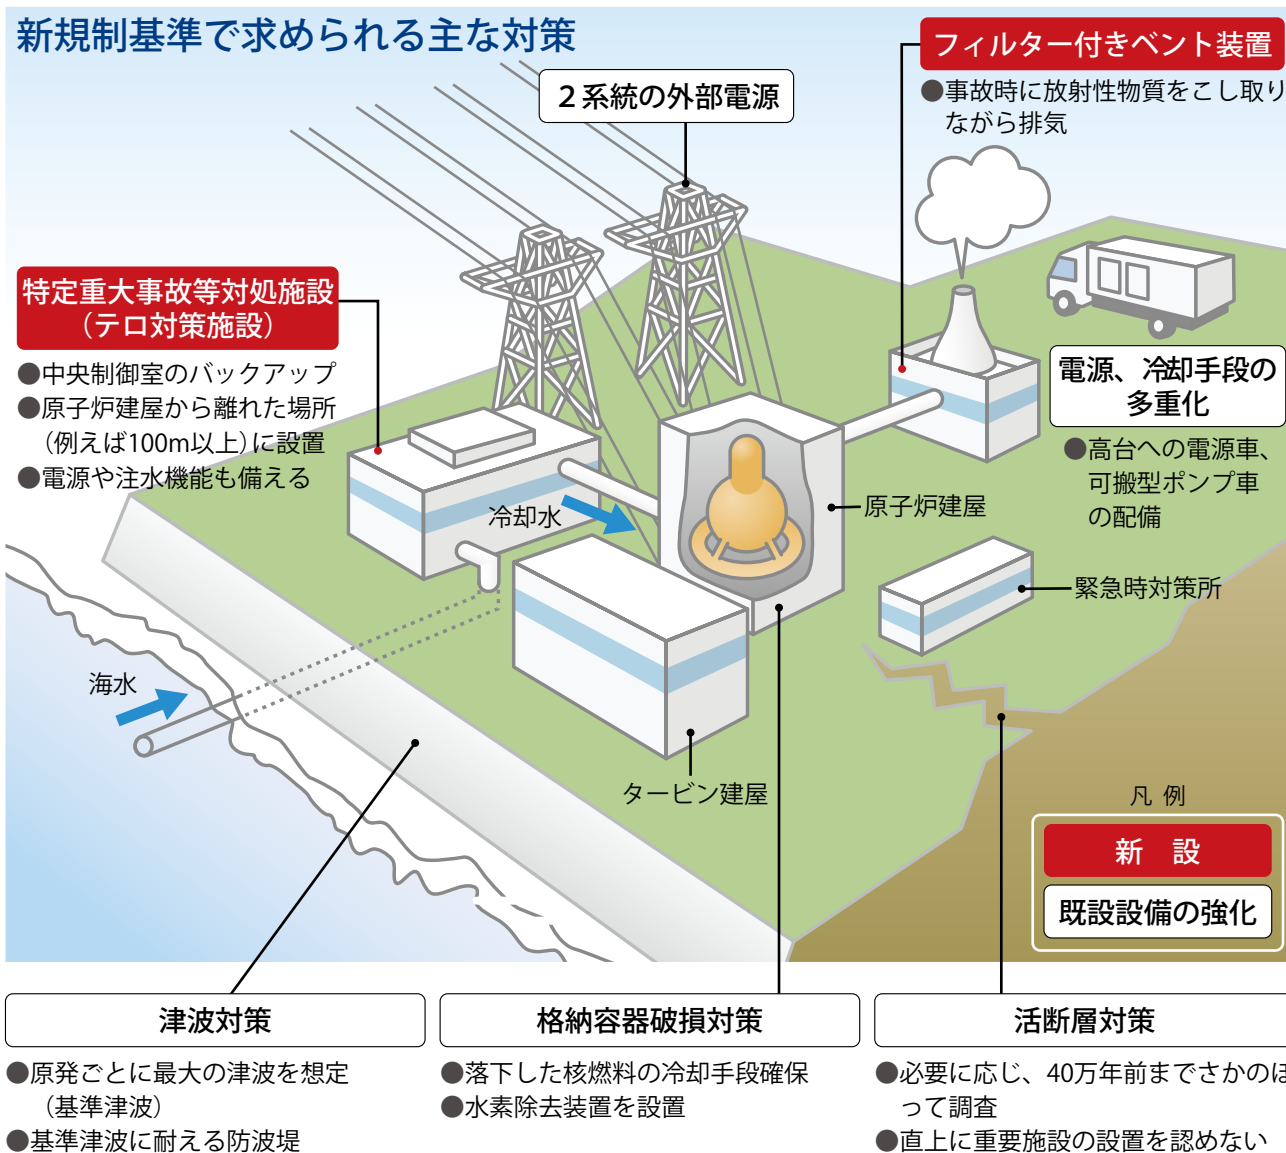 新規制基準で求められる主な対策
フィルター付きベント装置
●事故時に放射性物質をこし取り
ながら排気
２系統の外部電源
特定重大事故等対処施設
（テロ対策施設）
●中央制御室のバックアップ
●原子炉建屋から離れた場所
（例えば100m以上）に設置
●電源や注水機能も備える
電源、冷却手段の
多重化
●高台への電源車、
可搬型ポンプ車
の配備
冷却水
原子炉建屋
緊急時対策所
海水
タービン建屋
凡 例
新 設
既設設備の強化
津波対策
●原発ごとに最大の津波を想定
（基準津波）
●基準津波に耐える防波堤
格納容器破損対策
●落下した核燃料の冷却手段確保
●水素除去装置を設置
活断層対策
●必要に応じ、40万年前までさかのぼ
って調査
●直上に重要施設の設置を認めない